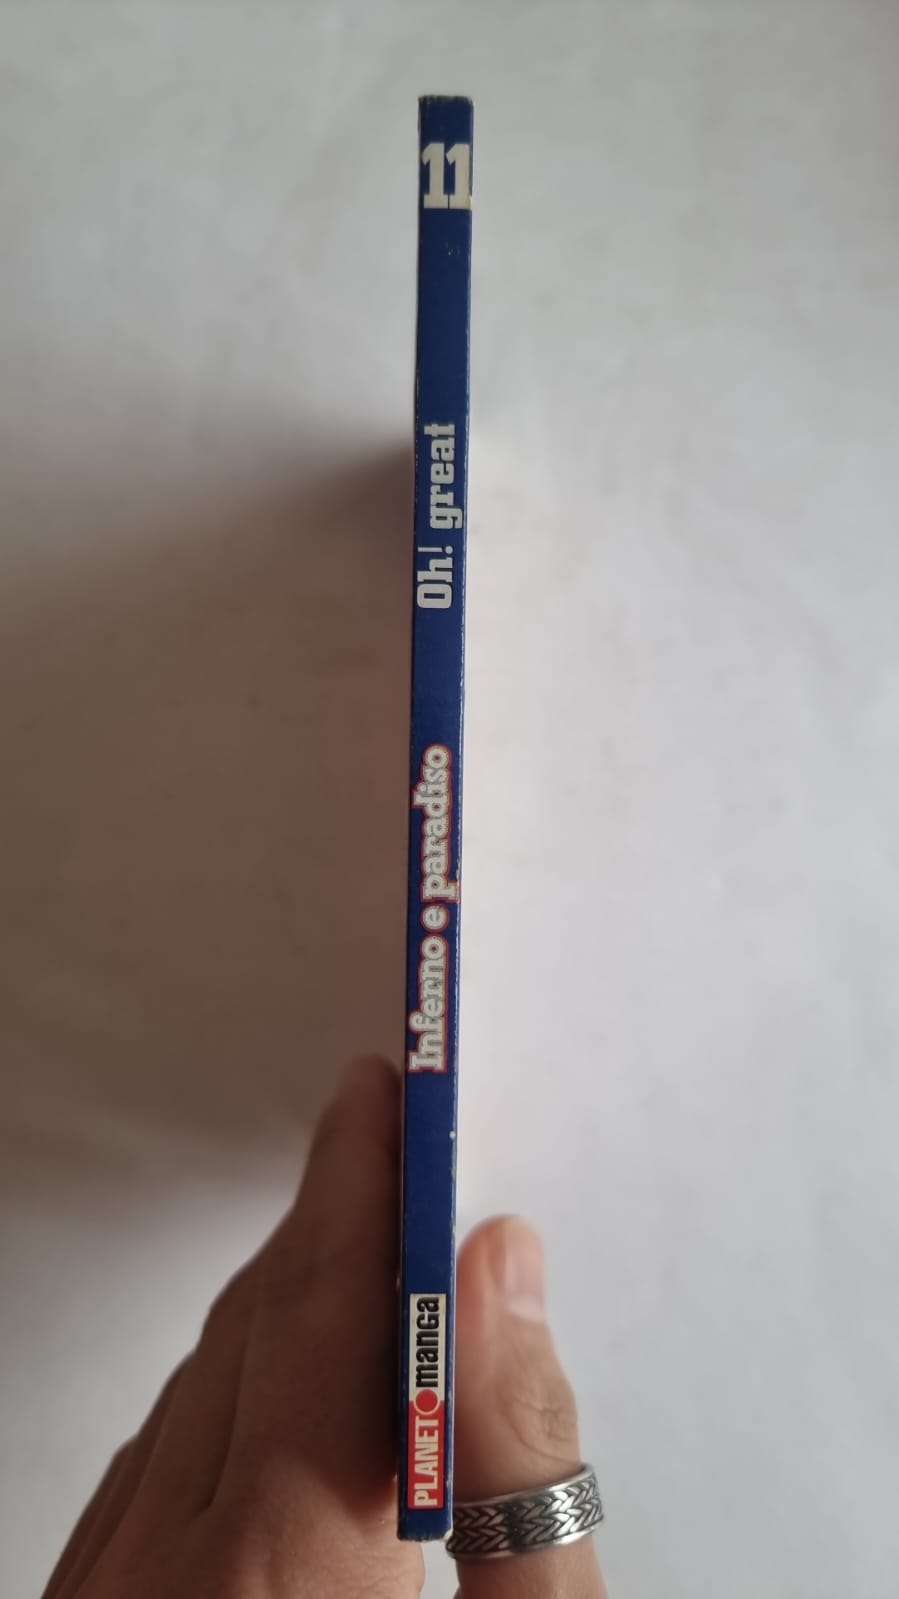 11
Oh! great
Inferno e paradiso
PLANET manga